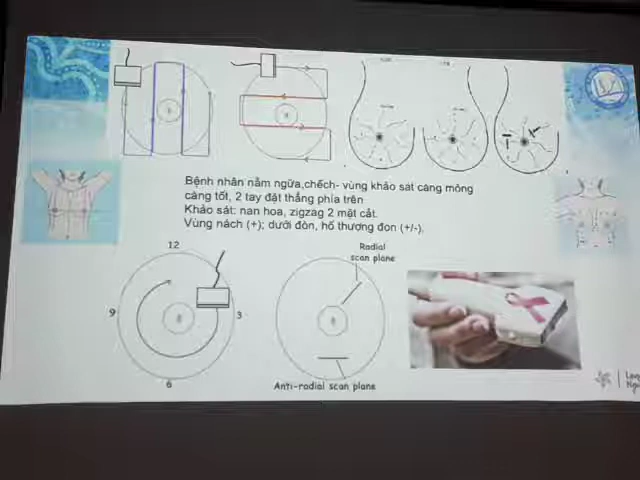 Bệnh nhân nằm ngửa,chếch- vùng khảo sát càng mỏng
càng tốt, 2 tay đặt thẳng phía trên
Khảo sát: nan hoa, zigzag 2 mặt cắt.
Vùng nách (+); dưới đòn, hố thượng đòn (+/-).
12
9
3
6
Radial
scan plane
Anti-radial scan plane